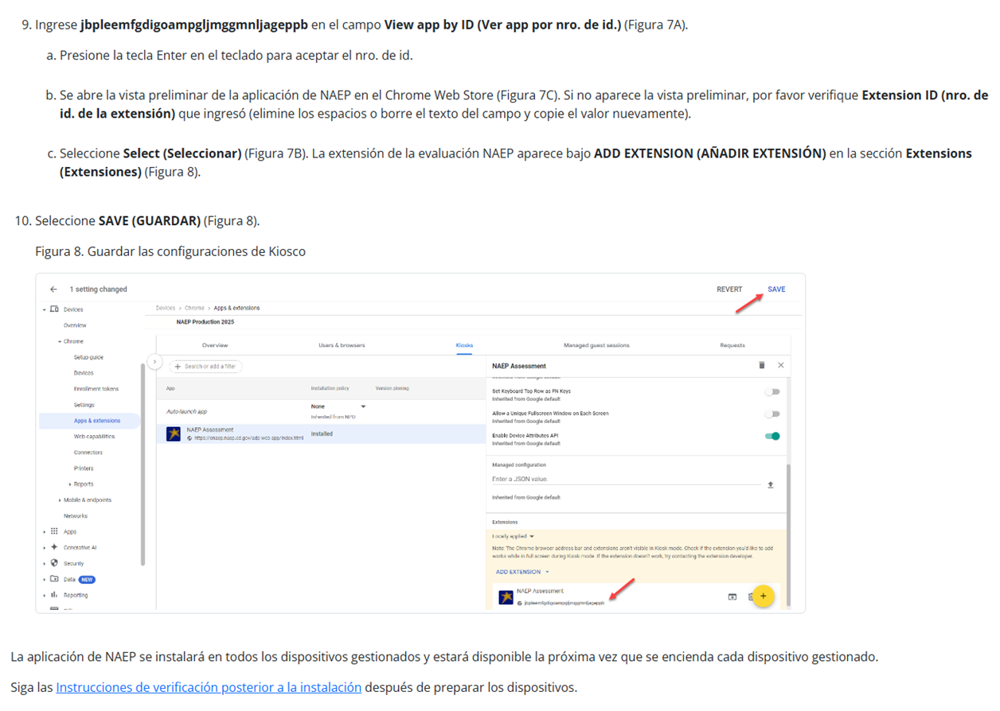 9. Ingrese jbpleemfgdigoampgljmggmnljageppb en el campo View app by ID (Ver app por nro. de id.) (Figura 7A).
a. Presione la tecla Enter en el teclado para aceptar el nro. de id.
b. Se abre la vista preliminar de la aplicación de NAEP en el Chrome Web Store (Figura 7C). Si no aparece la vista preliminar, por favor verifique Extension ID (nro. de
id. de la extensión) que ingresó (elimine los espacios o borre el texto del campo y copie el valor nuevamente).
c. Seleccione Select (Seleccionar) (Figura 7B). La extensión de la evaluación NAEP aparece bajo ADD EXTENSION (AÑADIR EXTENSIÓN) en la sección Extensions
(Extensiones) (Figura 8).
10. Seleccione SAVE (GUARDAR) (Figura 8).
Figura 8. Guardar las configuraciones de Kiosco
1 setting changed
REVERT
SAVE
Devices
Overview
Chrome
Setup guide
Devices
Enrollment tokens
Settings
Apps & extensions
Web capabilities
Connectors
Printers
Reports
Mobile & endpoints
Networks
Apps
Generative AI
Security
Data NEW
Reporting
Devices > Chrome > Apps & extensions
NAEP Production 2025
Overview
Users & browsers
Kiosks
Managed guest sessions
Requests
+ Search or add a filter
App
Installation policy
Version pinning
Auto-launch app
None
Inherited from NPD
NAEP Assessment
https://enaep.naep.ed.gov/adp-web-app/index.html
Installed
NAEP Assessment
Inherited from Google default
Set Keyboard Top Row as FN Keys
Inherited from Google default
Allow a Unique Fullscreen Window on Each Screen
Inherited from Google default
Enable Device Attributes API
Inherited from Google default
Managed configuration
Enter a JSON value.
Inherited from Google default
Extensions
Locally applied
Note: The Chrome browser address bar and extensions aren't visible in Kiosk mode. Check if the extension you'd like to add
works while in full screen during Kiosk mode. If the extension doesn't work, try contacting the extension developer.
ADD EXTENSION
NAEP Assessment
jbpleemfgdigoampgljmggmnljageppb
+
La aplicación de NAEP se instalará en todos los dispositivos gestionados y estará disponible la próxima vez que se encienda cada dispositivo gestionado.
Siga las Instrucciones de verificación posterior a la instalación después de preparar los dispositivos.